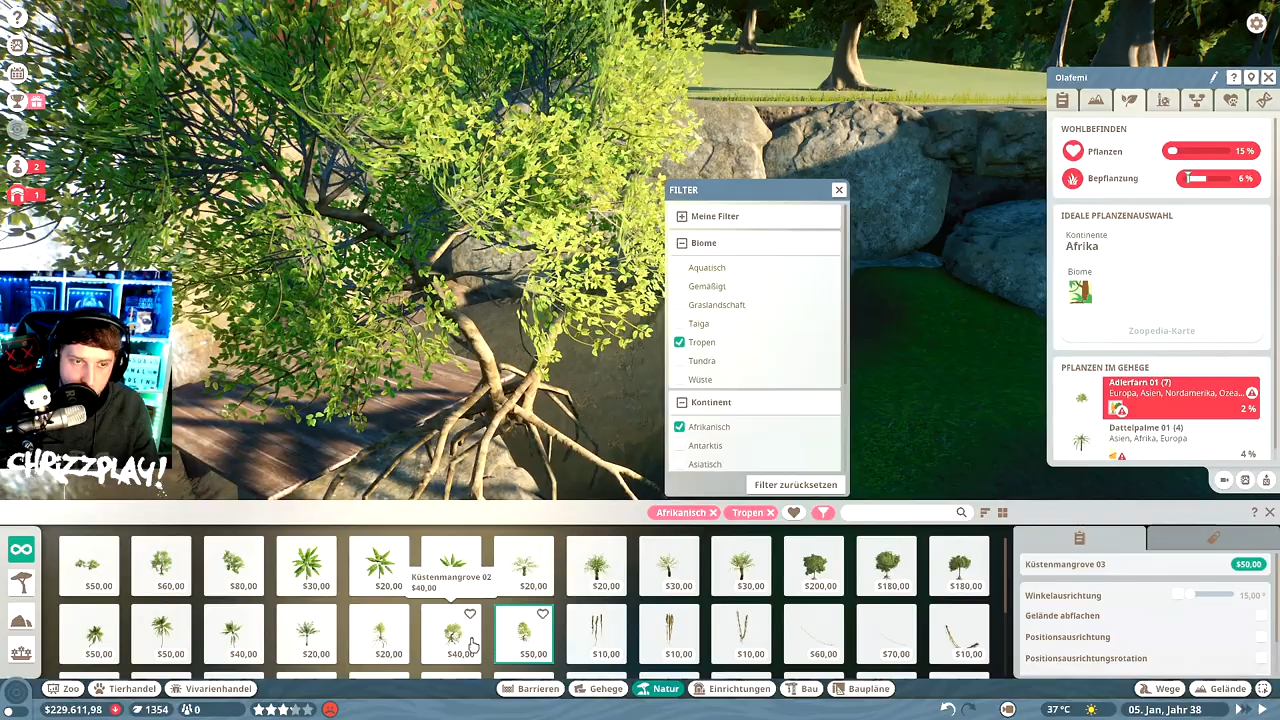 Olafemi
WOHLBEFINDEN
Pflanzen
15 %
Bepflanzung
6 %
IDEALE PFLANZENAUSWAHL
Kontinente
Afrika
Biome
Zoopedia-Karte
PFLANZEN IM GEHEGE
Adlerfarn 01 (7)
Europa, Asien, Nordamerika, Ozea...
2 %
Dattelpalme 01 (4)
Asien, Afrika, Europa
4 %
2
1
FILTER
Meine Filter
Biome
Aquatisch
Gemäßigt
Graslandschaft
Taiga
Tropen
Tundra
Wüste
Kontinent
Afrikanisch
Antarktis
Asiatisch
Filter zurücksetzen
CHRIZZPLAY!
Afrikanisch
Tropen
$50,00
$60,00
$80,00
$30,00
$20,00
Küstenmangrove 02
$40,00
$20,00
$20,00
$30,00
$30,00
$200,00
$180,00
$180,00
$50,00
$50,00
$40,00
$20,00
$20,00
$40,00
$50,00
$10,00
$10,00
$10,00
$60,00
$70,00
$10,00
Küstenmangrove 03
$50,00
Winkelausrichtung
15,00 °
Gelände abflachen
Positionsausrichtung
Positionsausrichtungsrotation
Zoo
Tierhandel
Vivarienhandel
Barrieren
Gehege
Natur
Einrichtungen
Bau
Baupläne
Wege
Gelände
$229.611,98
1354
0
37 °C
05. Jan, Jahr 38